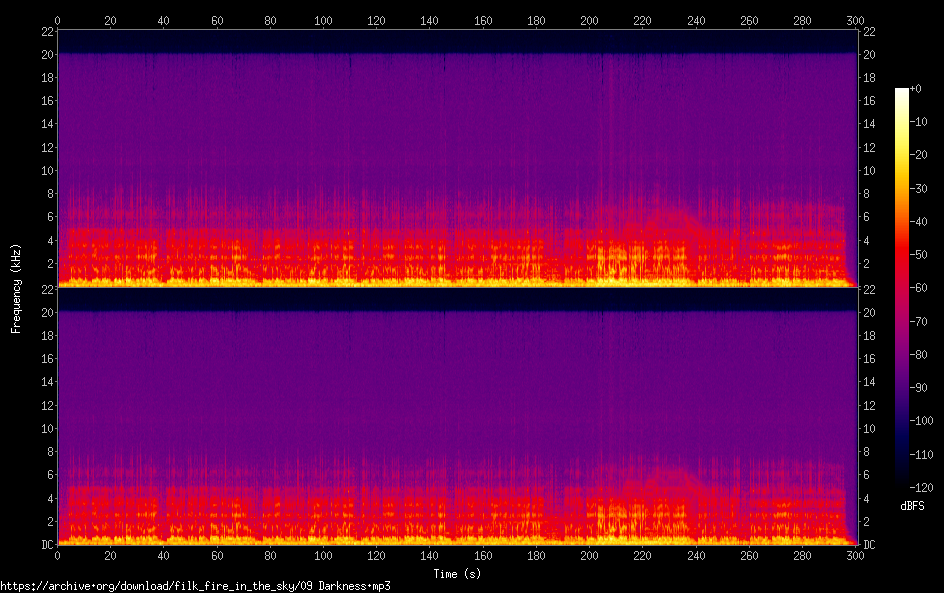 0 20 40 60 80 100 120 140 160 180 200 220 240 260 280 300
22 22
20 20
18 18
16 16 +0
14 14 -10
12 12 -20
10 10 -30
8 8 -40
6 6 -50
4 4
2 2 -60
22 22
20 20 -70
18 18 -80
16 16 -90
14 14 -100
12 12
10 10 -110
8 8 -120
6 6 dBFS
4 4
2 2
DC DC
0 20 40 60 80 100 120 140 160 180 200 220 240 260 280 300
Frequency (kHz)
Time (s)
https://archive+org/download/filk_fire_in_the_sky/09 Darkness+mp3